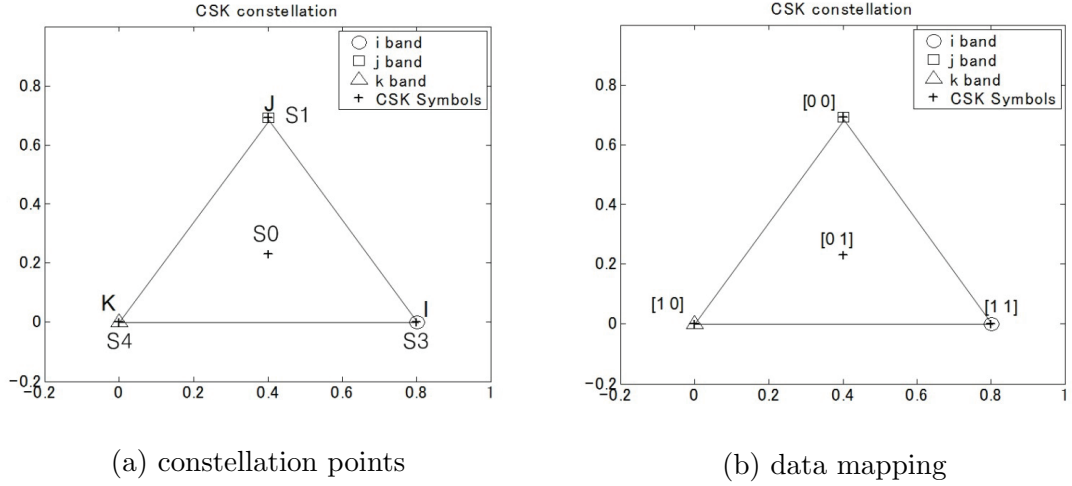 CSK constellation
i band
j band
k band
CSK Symbols
0.8
0.6
0.4
0.2
0
-0.2
J
S1
S0
K
I
S4
S3
-0.2 0 0.2 0.4 0.6 0.8 1
(a) constellation points
CSK constellation
i band
j band
k band
CSK Symbols
0.8
0.6
0.4
0.2
0
-0.2
[0 0]
[0 1]
[1 0]
[1 1]
-0.2 0 0.2 0.4 0.6 0.8 1
(b) data mapping